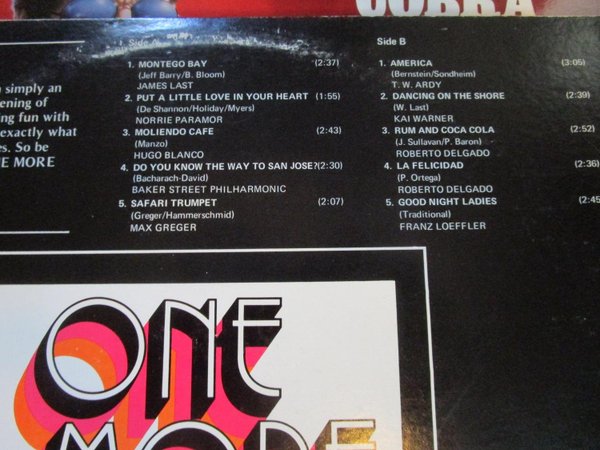 COBRA
simply an
ening of
ing fun with
exactly what
es. So be
NE MORE
Side A
1. MONTEGO BAY (2:37)
(Jeff Barry/B. Bloom)
JAMES LAST
2. PUT A LITTLE LOVE IN YOUR HEART (1:55)
(De Shannon/Holiday/Myers)
NORRIE PARAMOR
3. MOLIENDO CAFE (2:43)
(Manzo)
HUGO BLANCO
4. DO YOU KNOW THE WAY TO SAN JOSE? (2:30)
(Bacharach-David)
BAKER STREET PHILHARMONIC
5. SAFARI TRUMPET (2:07)
(Greger/Hammerschmid)
MAX GREGER
Side B
1. AMERICA (3:05)
(Bernstein/Sondheim)
T. W. ARDY
2. DANCING ON THE SHORE (2:39)
(W. Last)
KAI WARNER
3. RUM AND COCA COLA (2:52)
(J. Sullavan/P. Baron)
ROBERTO DELGADO
4. LA FELICIDAD (2:36)
(P. Ortega)
ROBERTO DELGADO
5. GOOD NIGHT LADIES (2:45
(Traditional)
FRANZ LOEFFLER
ONE
MORE